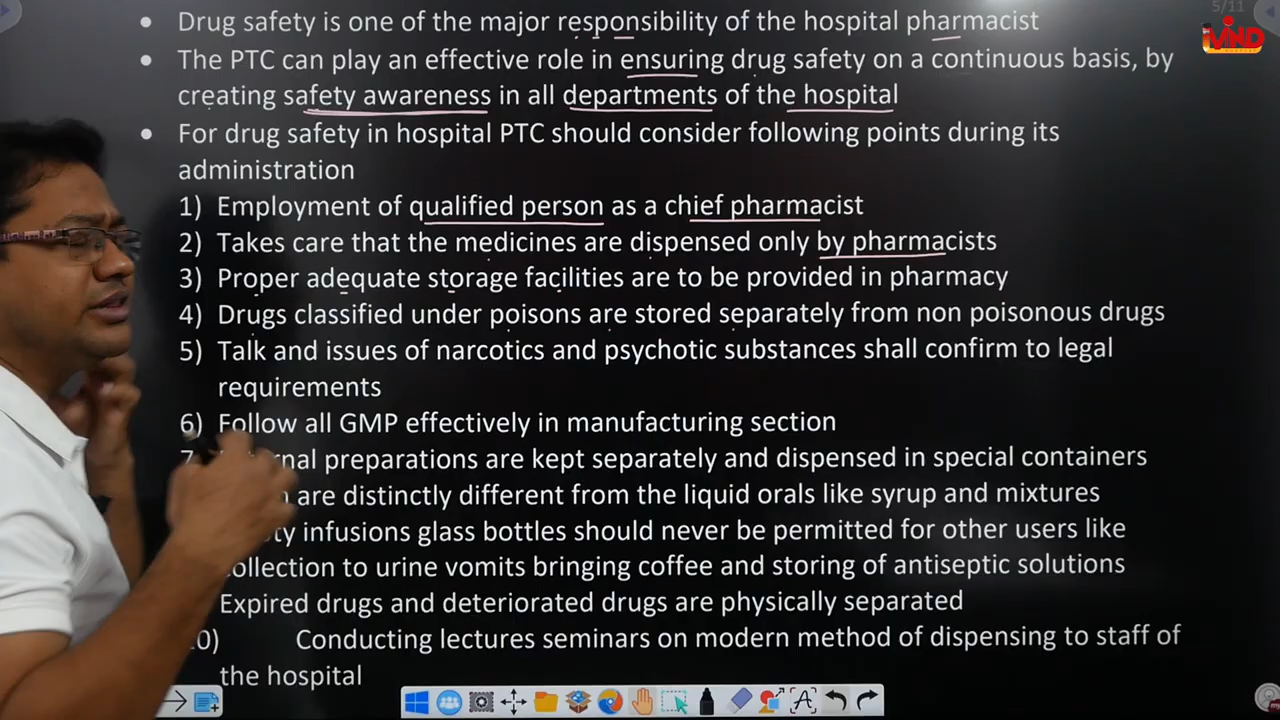 5/11
iMIND
• Drug safety is one of the major responsibility of the hospital pharmacist
• The PTC can play an effective role in ensuring drug safety on a continuous basis, by
creating safety awareness in all departments of the hospital
• For drug safety in hospital PTC should consider following points during its
administration
1) Employment of qualified person as a chief pharmacist
2) Takes care that the medicines are dispensed only by pharmacists
3) Proper adequate storage facilities are to be provided in pharmacy
4) Drugs classified under poisons are stored separately from non poisonous drugs
5) Talk and issues of narcotics and psychotic substances shall confirm to legal
requirements
6) Follow all GMP effectively in manufacturing section
preparations are kept separately and dispensed in special containers
are distinctly different from the liquid orals like syrup and mixtures
infusions glass bottles should never be permitted for other users like
to urine vomits bringing coffee and storing of antiseptic solutions
Expired drugs and deteriorated drugs are physically separated
Conducting lectures seminars on modern method of dispensing to staff of
the hospital